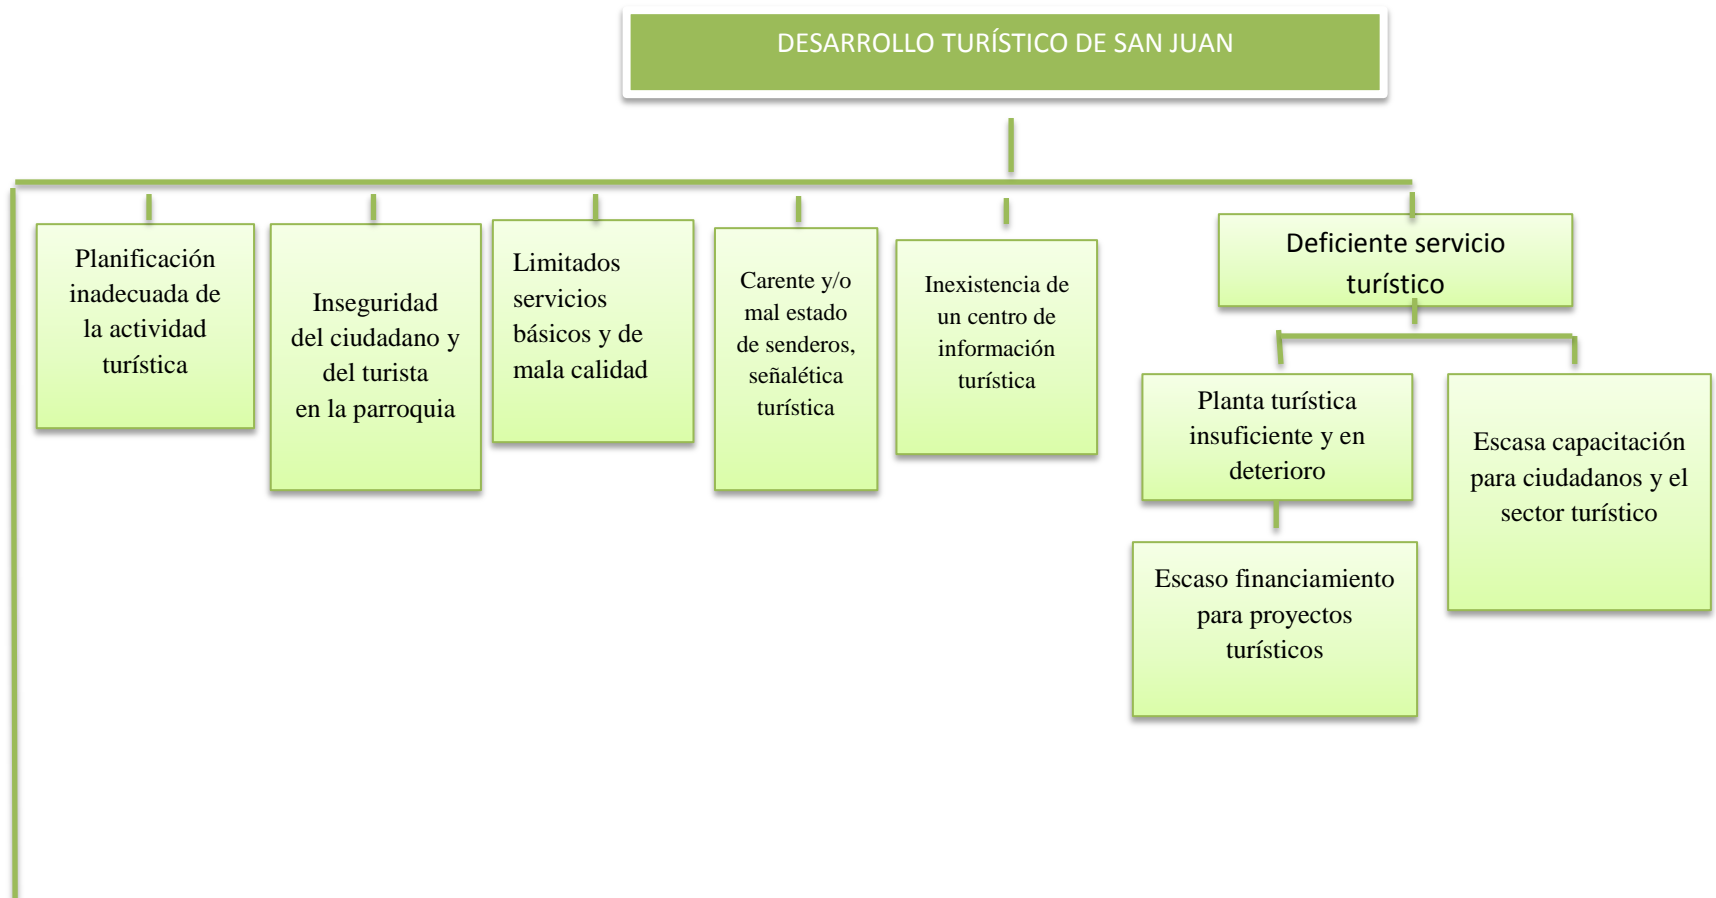 DESARROLLO TURÍSTICO DE SAN JUAN
Planificación
inadecuada de
la actividad
turística
Inseguridad
del ciudadano y
del turista
en la parroquia
Limitados
servicios
básicos y de
mala calidad
Carente y/o
mal estado
de senderos,
señalética
turística
Inexistencia de
un centro de
información
turística
Deficiente servicio
turístico
Planta turística
insuficiente y en
deterioro
Escaso financiamiento
para proyectos
turísticos
Escasa capacitación
para ciudadanos y el
sector turístico